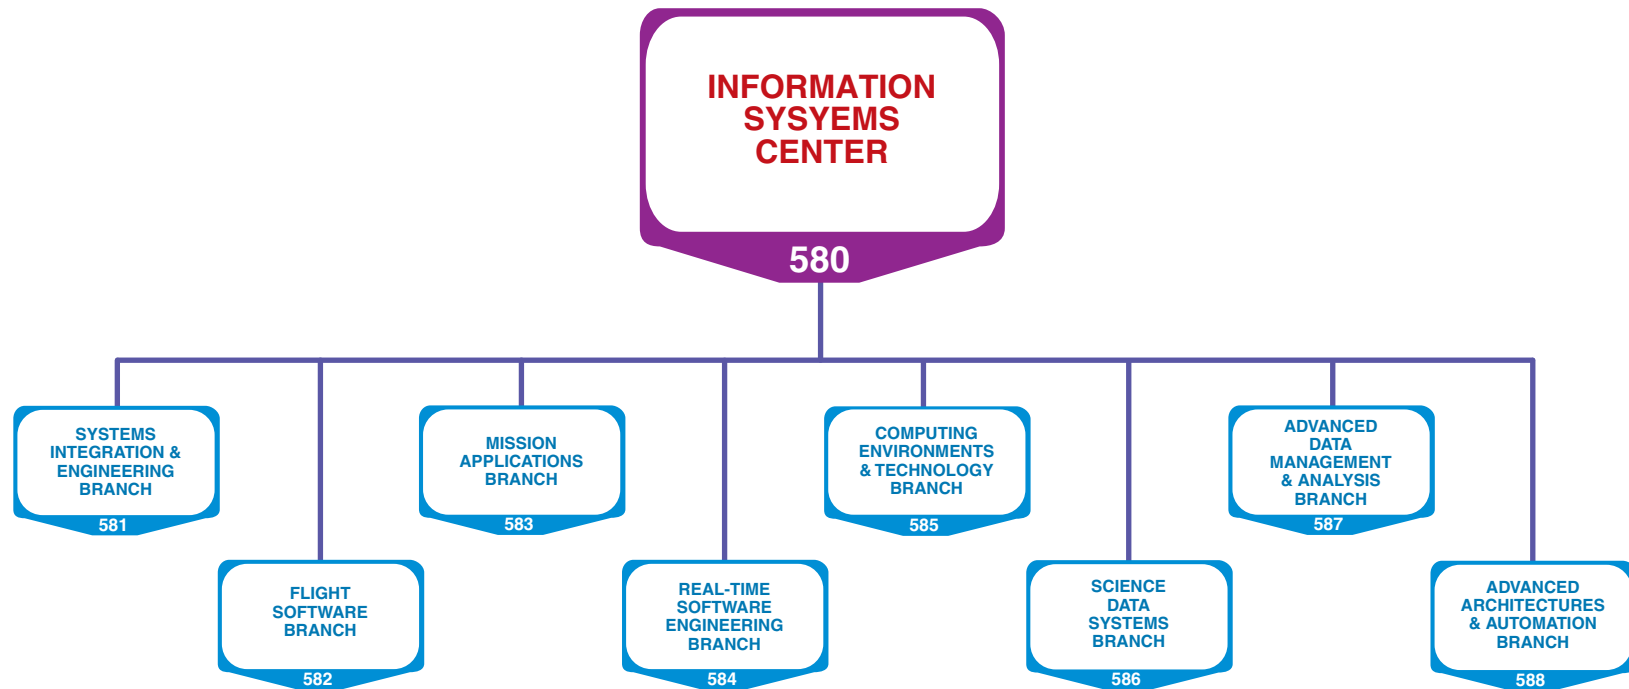 INFORMATION
SYSYEMS
CENTER
580
SYSTEMS
INTEGRATION &
ENGINEERING
BRANCH
581
FLIGHT
SOFTWARE
BRANCH
582
MISSION
APPLICATIONS
BRANCH
583
REAL-TIME
SOFTWARE
ENGINEERING
BRANCH
584
COMPUTING
ENVIRONMENTS
& TECHNOLOGY
BRANCH
585
SCIENCE
DATA
SYSTEMS
BRANCH
586
ADVANCED
DATA
MANAGEMENT
& ANALYSIS
BRANCH
587
ADVANCED
ARCHITECTURES
& AUTOMATION
BRANCH
588